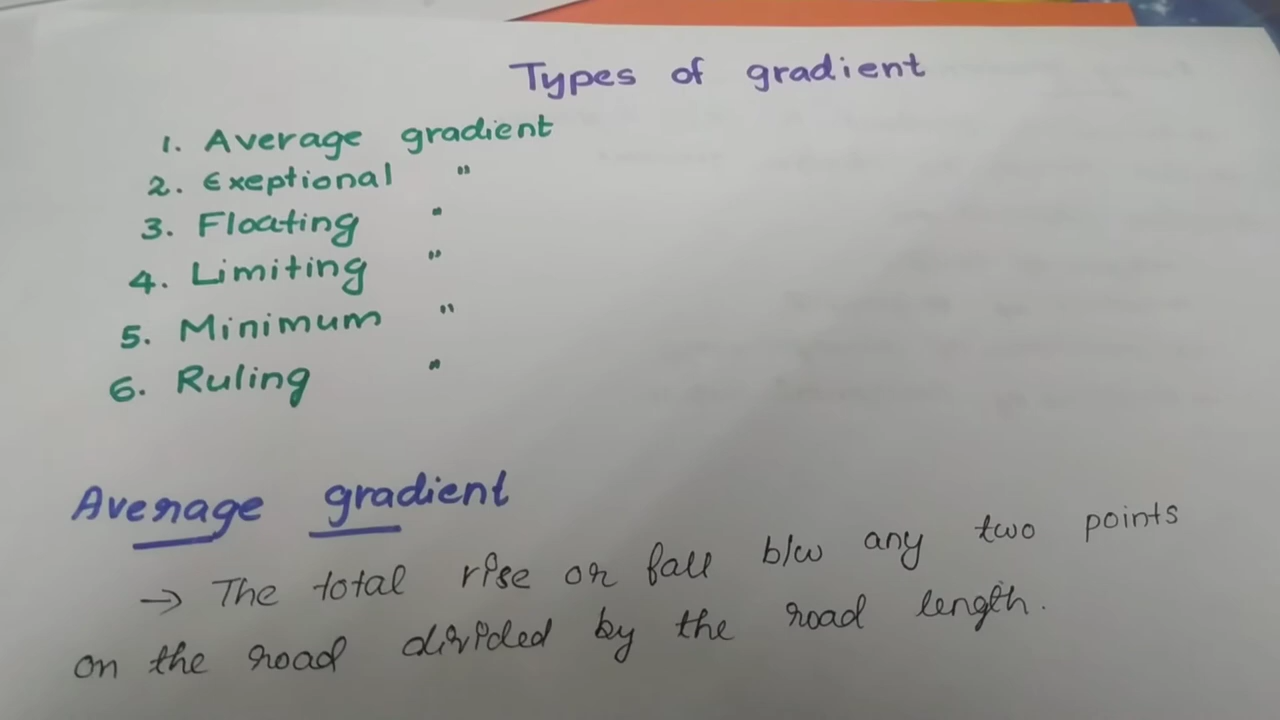 Types of gradient
1. Average gradient
2. Exeptional "
3. Floating "
4. Limiting "
5. Minimum "
6. Ruling "
Average gradient
→ The total rise or fall b/w any two points
on the road divided by the road length.